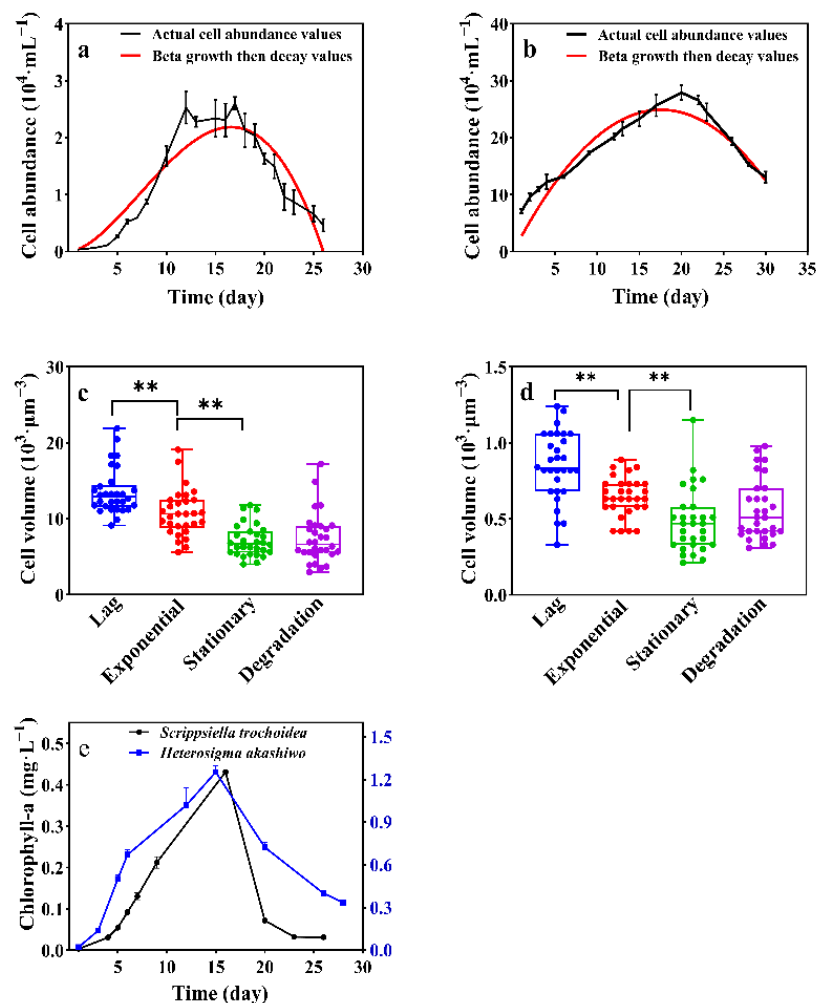 a
Actual cell abundance values
Beta growth then decay values
Cell abundance (10⁴·mL⁻¹)
4
3
2
1
0
5
10
15
20
25
30
Time (day)
b
Actual cell abundance values
Beta growth then decay values
Cell abundance (10⁴·mL⁻¹)
40
30
20
10
0
5
10
15
20
25
30
35
Time (day)
c
**
**
Cell volume (10³·μm⁻³)
30
20
10
0
Lag
Exponential
Stationary
Degradation
d
**
**
Cell volume (10³·μm⁻³)
1.5
1.0
0.5
0.0
Lag
Exponential
Stationary
Degradation
e
Scrippsiella trochoidea
Heterosigma akashiwo
Chlorophyll-a (mg·L⁻¹)
0.5
0.4
0.3
0.2
0.1
0.0
1.5
1.2
0.9
0.6
0.3
0.0
5
10
15
20
25
30
Time (day)